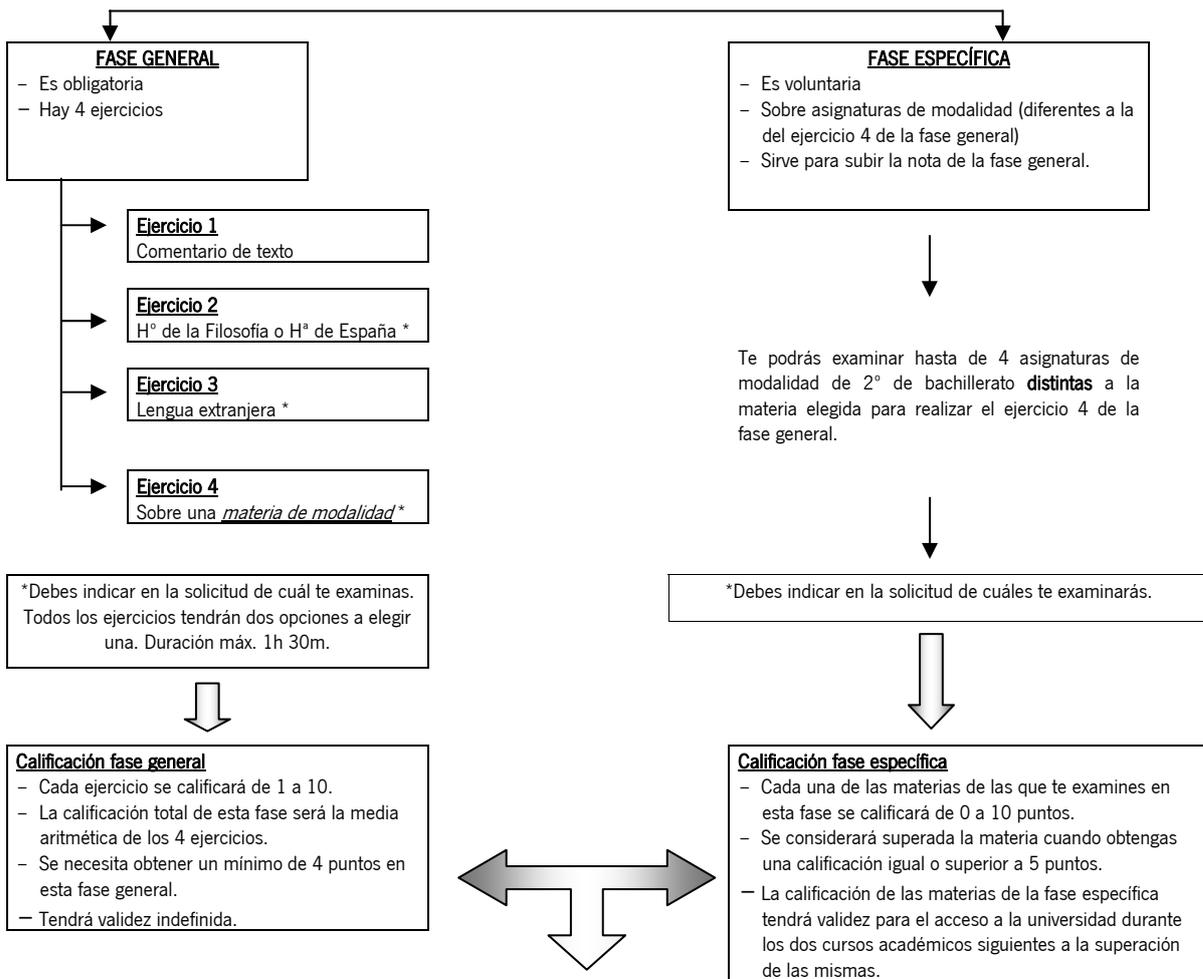 FASE GENERAL
– Es obligatoria
– Hay 4 ejercicios
Ejercicio 1
Comentario de texto
Ejercicio 2
Hº de la Filosofía o Hª de España *
Ejercicio 3
Lengua extranjera *
Ejercicio 4
Sobre una materia de modalidad *
*Debes indicar en la solicitud de cuál te examinas.
Todos los ejercicios tendrán dos opciones a elegir
una. Duración máx. 1h 30m.
Calificación fase general
– Cada ejercicio se calificará de 1 a 10.
– La calificación total de esta fase será la media
aritmética de los 4 ejercicios.
– Se necesita obtener un mínimo de 4 puntos en
esta fase general.
– Tendrá validez indefinida.
FASE ESPECÍFICA
– Es voluntaria
– Sobre asignaturas de modalidad (diferentes a la
del ejercicio 4 de la fase general)
– Sirve para subir la nota de la fase general.
Te podrás examinar hasta de 4 asignaturas de
modalidad de 2º de bachillerato distintas a la
materia elegida para realizar el ejercicio 4 de la
fase general.
*Debes indicar en la solicitud de cuáles te examinarás.
Calificación fase específica
– Cada una de las materias de las que te examines en
esta fase se calificará de 0 a 10 puntos.
– Se considerará superada la materia cuando obtengas
una calificación igual o superior a 5 puntos.
– La calificación de las materias de la fase específica
tendrá validez para el acceso a la universidad durante
los dos cursos académicos siguientes a la superación
de las mismas.